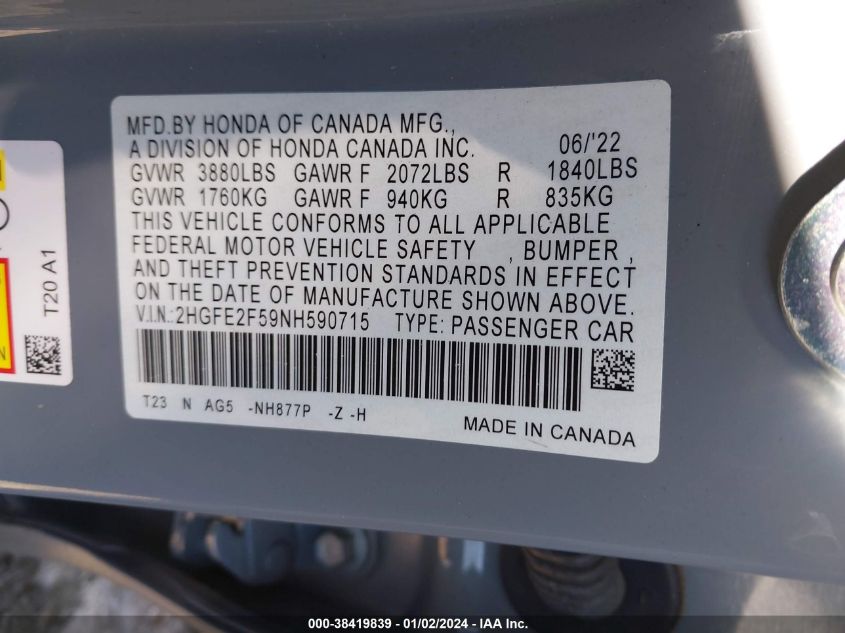 MFD.BY HONDA OF CANADA MFG.,
A DIVISION OF HONDA CANADA INC. 06/'22
GVWR 3880LBS GAWR F 2072LBS R 1840LBS
GVWR 1760KG GAWR F 940KG R 835KG
THIS VEHICLE CONFORMS TO ALL APPLICABLE
FEDERAL MOTOR VEHICLE SAFETY , BUMPER ,
AND THEFT PREVENTION STANDARDS IN EFFECT
ON THE DATE OF MANUFACTURE SHOWN ABOVE.
V.I.N.:2HGFE2F59NH590715 TYPE: PASSENGER CAR
T23 N AG5 -NH877P -Z -H
MADE IN CANADA
T20 A1
000-38419839 - 01/02/2024 - IAA Inc.